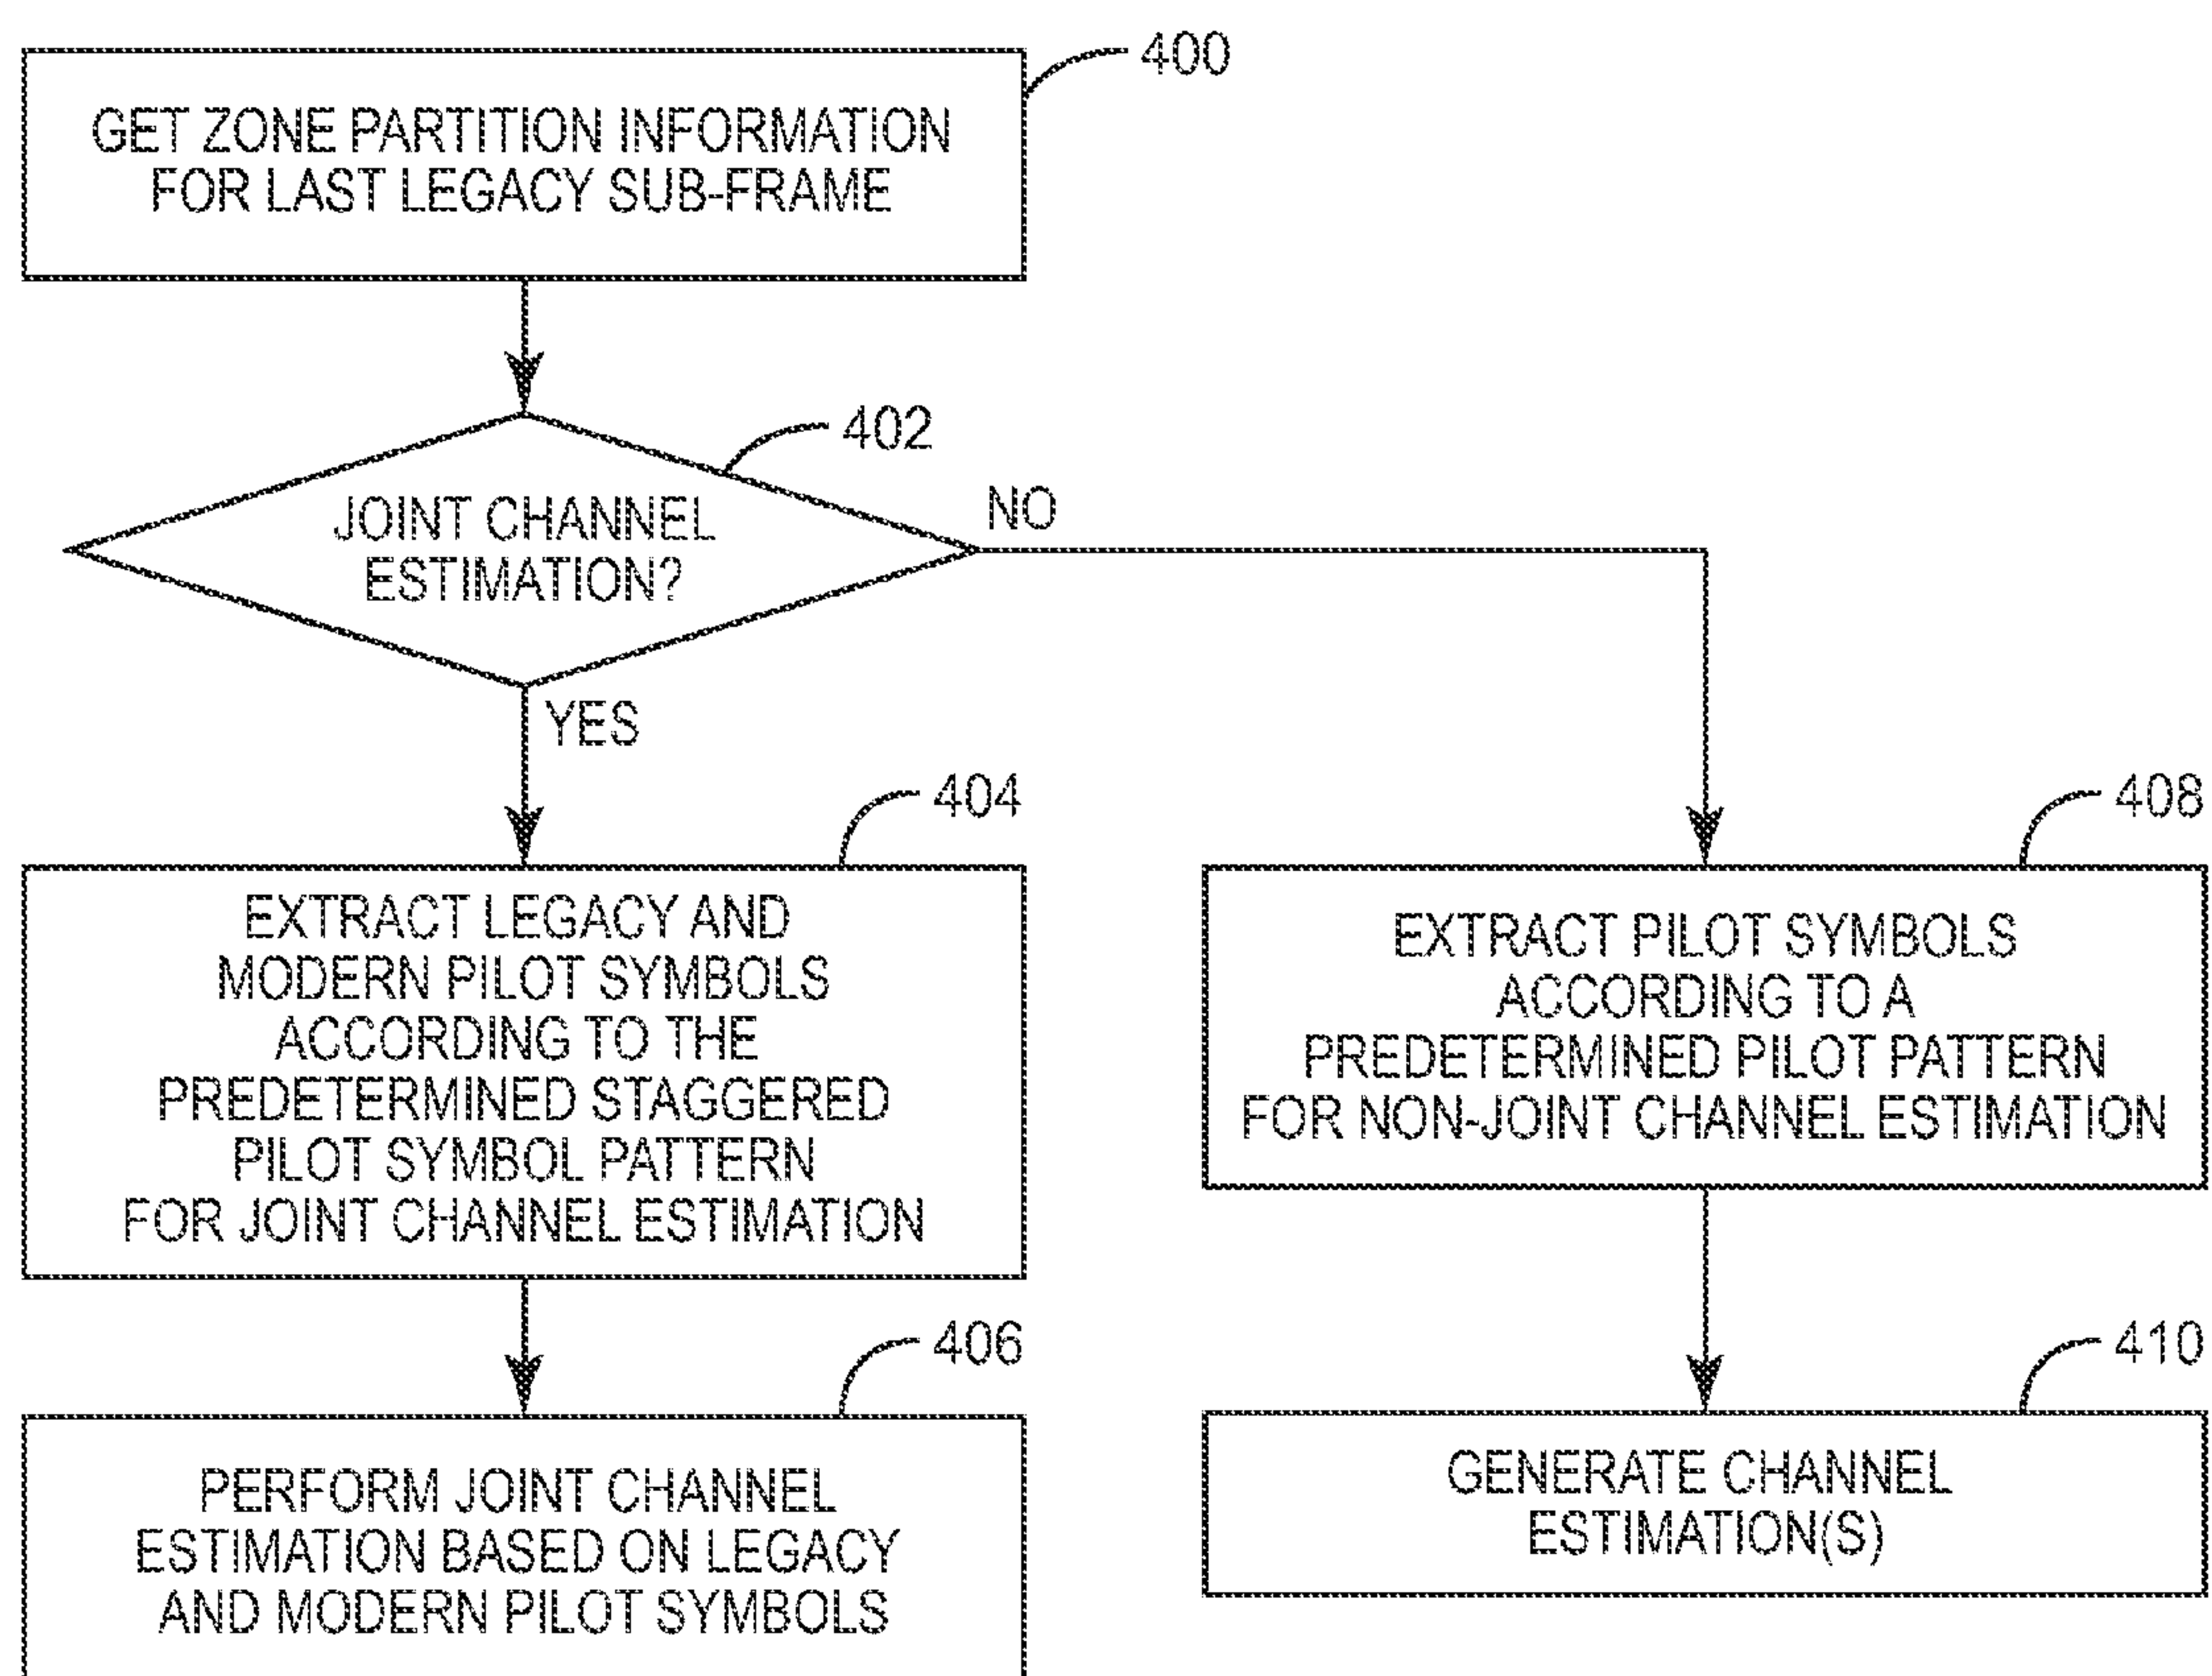 400
GET ZONE PARTITION INFORMATION
FOR LAST LEGACY SUB-FRAME
402
JOINT CHANNEL
ESTIMATION?
NO
YES
404
EXTRACT LEGACY AND
MODERN PILOT SYMBOLS
ACCORDING TO THE
PREDETERMINED STAGGERED
PILOT SYMBOL PATTERN
FOR JOINT CHANNEL ESTIMATION
408
EXTRACT PILOT SYMBOLS
ACCORDING TO A
PREDETERMINED PILOT PATTERN
FOR NON-JOINT CHANNEL ESTIMATION
406
PERFORM JOINT CHANNEL
ESTIMATION BASED ON LEGACY
AND MODERN PILOT SYMBOLS
410
GENERATE CHANNEL
ESTIMATION(S)